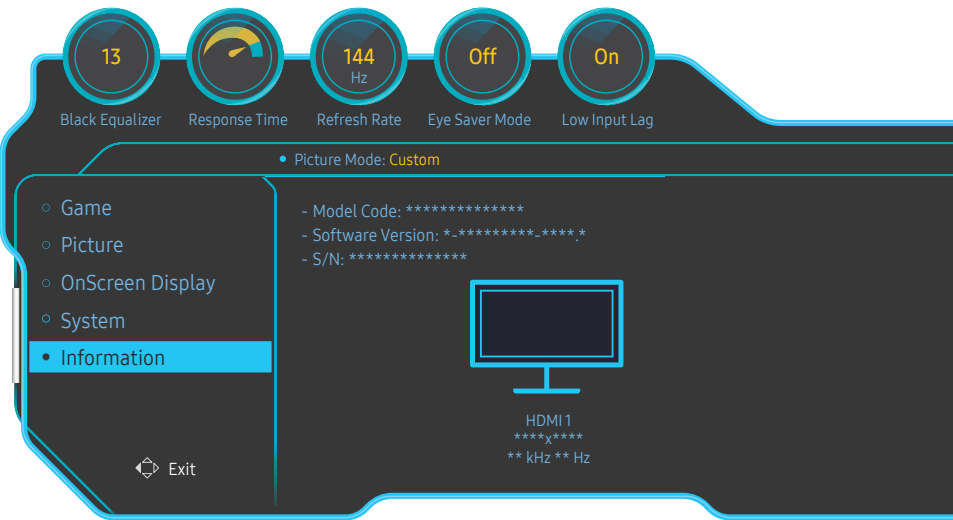 13
144
Hz
Off
On
Black Equalizer
Response Time
Refresh Rate
Eye Saver Mode
Low Input Lag
Picture Mode: Custom
Game
Picture
OnScreen Display
System
Information
- Model Code: **************
- Software Version: *-*********-****.*
- S/N: **************
HDMI 1
****x****
** kHz ** Hz
Exit